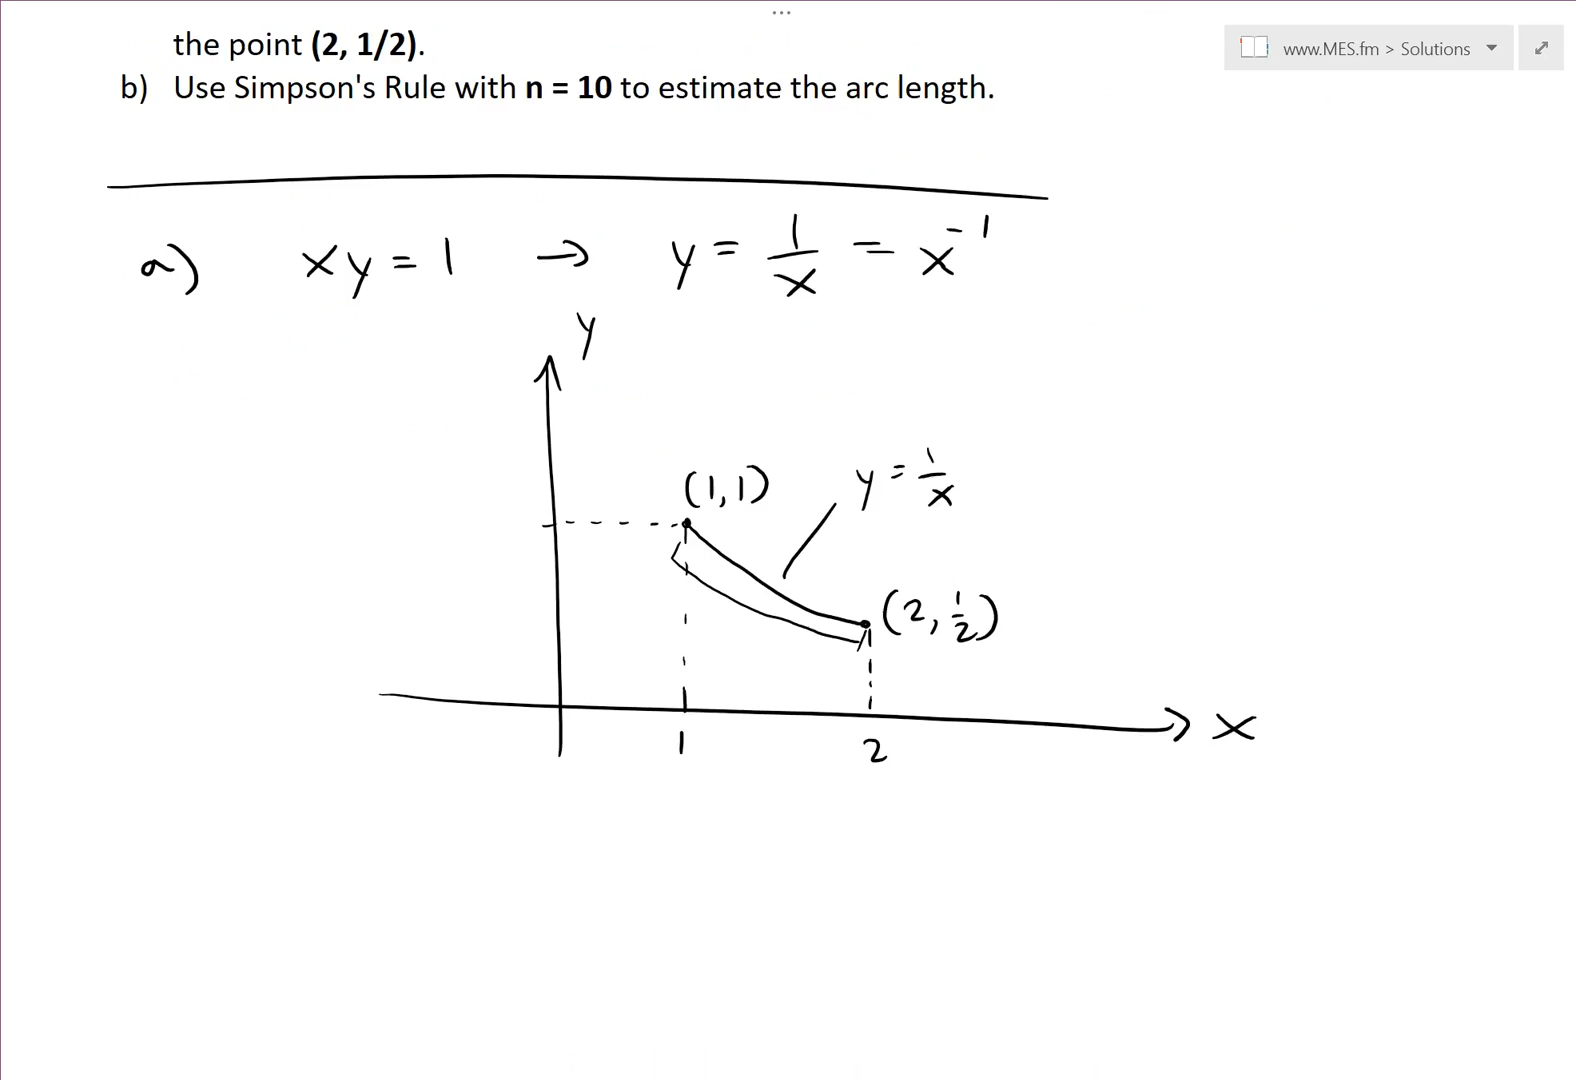 the point (2, 1/2).
www.MES.fm > Solutions
b) Use Simpson's Rule with n = 10 to estimate the arc length.
a) xy = 1 → y = 1/x = x⁻¹
y
(1,1)
y = 1/x
(2, 1/2)
x
1
2